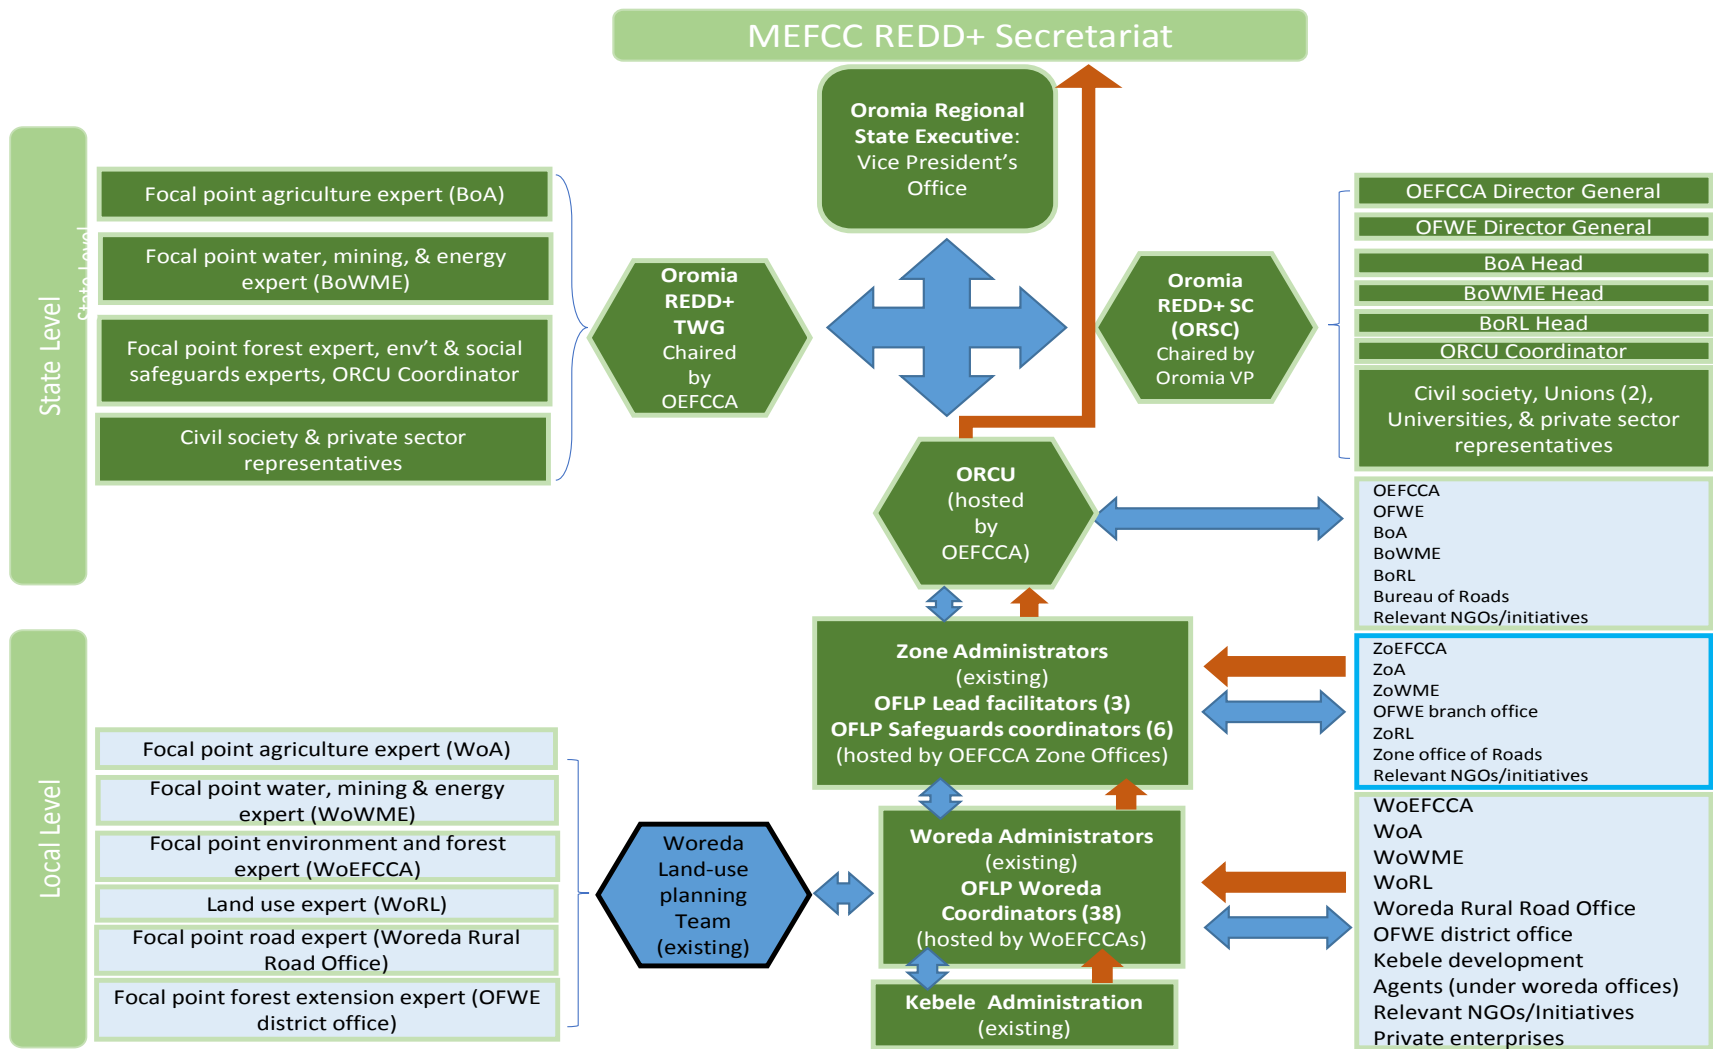 MEFCC REDD+ Secretariat
State Level
State Level
Oromia Regional
State Executive:
Vice President's
Office
Focal point agriculture expert (BoA)
Focal point water, mining, & energy
expert (BoWME)
Focal point forest expert, env't & social
safeguards experts, ORCU Coordinator
Civil society & private sector
representatives
Oromia
REDD+
TWG
Chaired
by
OEFCCA
Oromia
REDD+ SC
(ORSC)
Chaired by
Oromia VP
OEFCCA Director General
OFWE Director General
BoA Head
BoWME Head
BoRL Head
ORCU Coordinator
Civil society, Unions (2),
Universities, & private sector
representatives
ORCU
(hosted
by
OEFCCA)
OEFCCA
OFWE
BoA
BoWME
BoRL
Bureau of Roads
Relevant NGOs/initiatives
Local Level
Zone Administrators
(existing)
OFLP Lead facilitators (3)
OFLP Safeguards coordinators (6)
(hosted by OEFCCA Zone Offices)
ZoEFCCA
ZoA
ZoWME
OFWE branch office
ZoRL
Zone office of Roads
Relevant NGOs/initiatives
Focal point agriculture expert (WoA)
Focal point water, mining & energy
expert (WoWME)
Focal point environment and forest
expert (WoEFCCA)
Land use expert (WoRL)
Focal point road expert (Woreda Rural
Road Office)
Focal point forest extension expert (OFWE
district office)
Woreda
Land-use
planning
Team
(existing)
Woreda Administrators
(existing)
OFLP Woreda
Coordinators (38)
(hosted by WoEFCCAs)
WoEFCCA
WoA
WoWME
WoRL
Woreda Rural Road Office
OFWE district office
Kebele development
Agents (under woreda offices)
Relevant NGOs/Initiatives
Private enterprises
Kebele Administration
(existing)